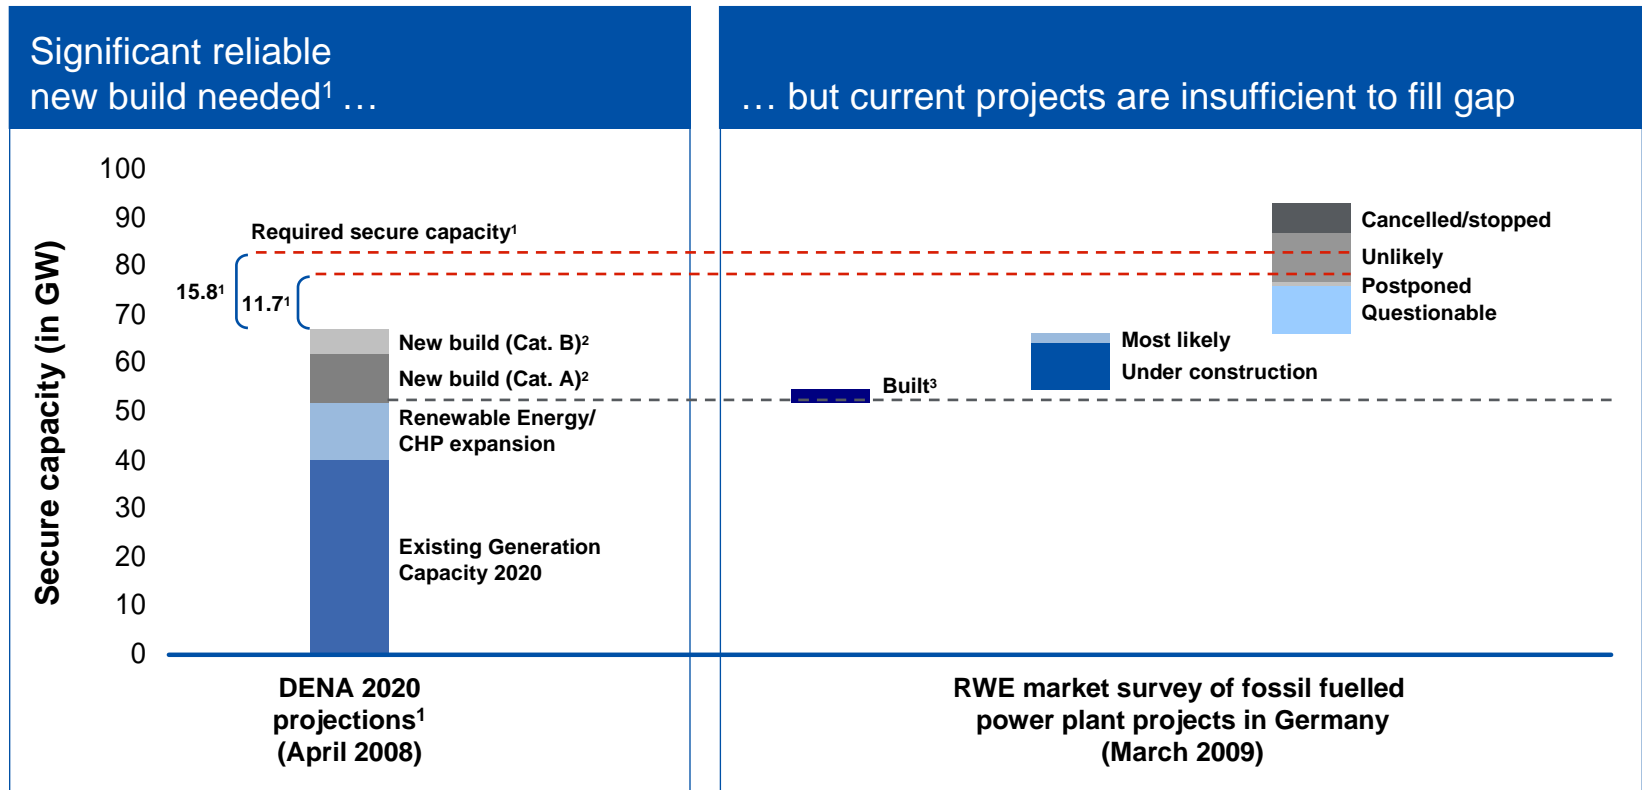 Significant reliable
new build needed¹ …
… but current projects are insufficient to fill gap
Secure capacity (in GW)
100
90
80
70
60
50
40
30
20
10
0
Required secure capacity¹
15.8¹
11.7¹
New build (Cat. B)²
New build (Cat. A)²
Renewable Energy/
CHP expansion
Existing Generation
Capacity 2020
DENA 2020
projections¹
(April 2008)
Built³
Most likely
Under construction
Cancelled/stopped
Unlikely
Postponed
Questionable
RWE market survey of fossil fuelled
power plant projects in Germany
(March 2009)